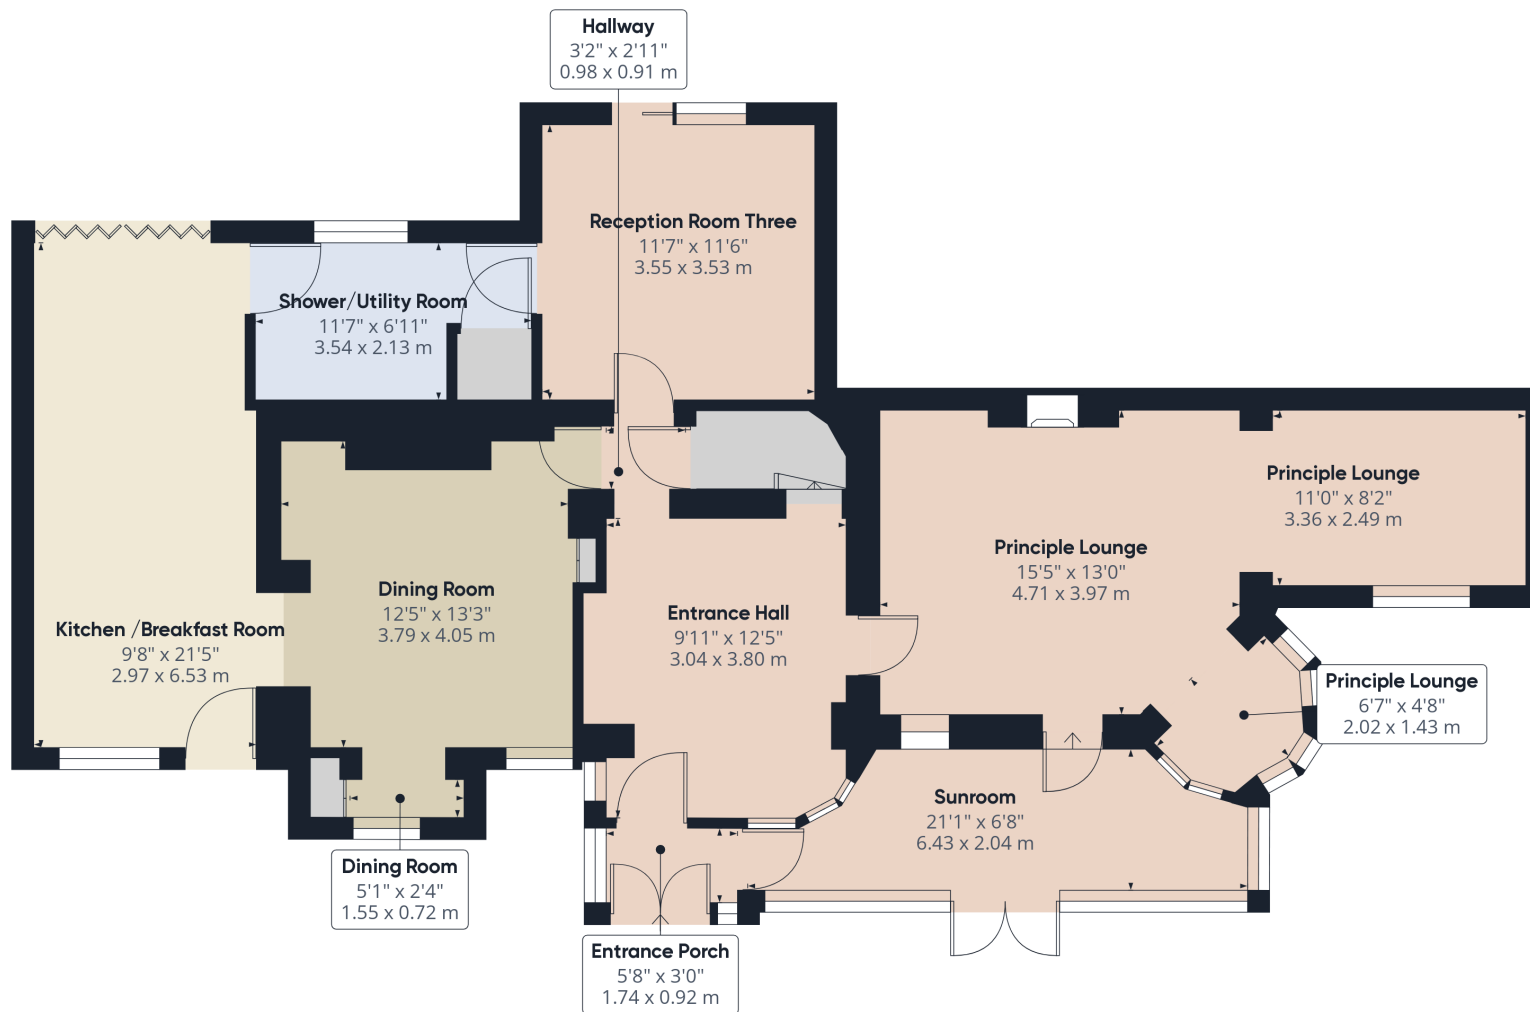 Hallway
3'2" x 2'11"
0.98 x 0.91 m
Reception Room Three
11'7" x 11'6"
3.55 x 3.53 m
Shower/Utility Room
11'7" x 6'11"
3.54 x 2.13 m
Principle Lounge
11'0" x 8'2"
3.36 x 2.49 m
Principle Lounge
15'5" x 13'0"
4.71 x 3.97 m
Dining Room
12'5" x 13'3"
3.79 x 4.05 m
Entrance Hall
9'11" x 12'5"
3.04 x 3.80 m
Kitchen /Breakfast Room
9'8" x 21'5"
2.97 x 6.53 m
Principle Lounge
6'7" x 4'8"
2.02 x 1.43 m
Sunroom
21'1" x 6'8"
6.43 x 2.04 m
Dining Room
5'1" x 2'4"
1.55 x 0.72 m
Entrance Porch
5'8" x 3'0"
1.74 x 0.92 m